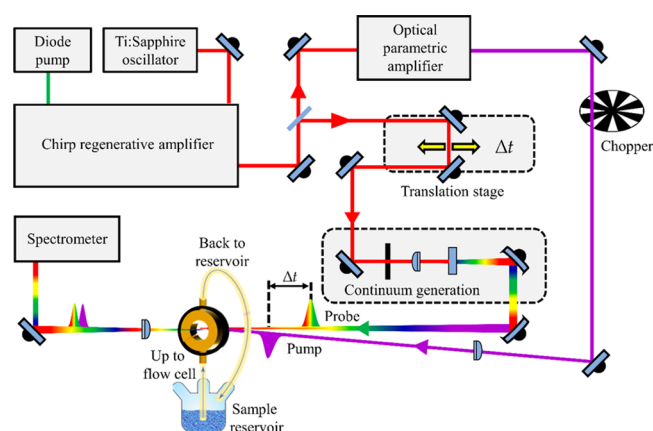 Diode
pump
Ti:Sapphire
oscillator
Optical
parametric
amplifier
Chirp regenerative amplifier
Chopper
Δt
Translation stage
Spectrometer
Back to
reservoir
Continuum generation
Δt
Probe
Pump
Up to
flow cell
Sample
reservoir